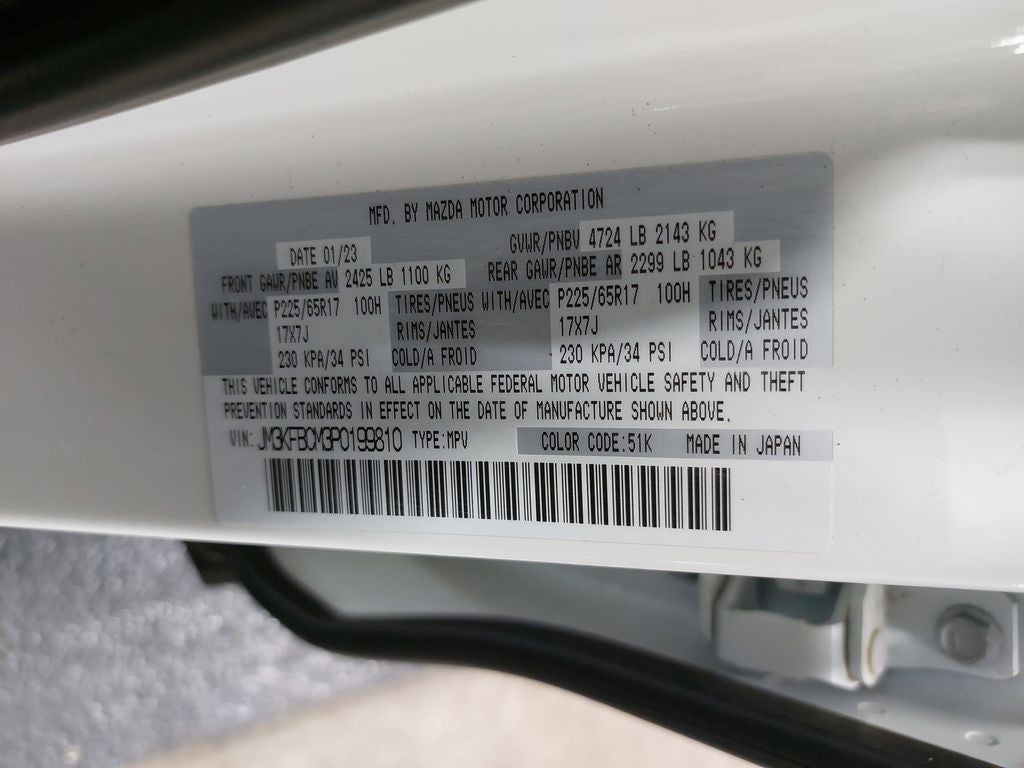 MFD. BY MAZDA MOTOR CORPORATION
DATE 01/23 GVWR/PNBV 4724 LB 2143 KG
FRONT GAWR/PNBE AV 2425 LB 1100 KG REAR GAWR/PNBE AR 2299 LB 1043 KG
WITH/AVEC P225/65R17 100H TIRES/PNEUS WITH/AVEC P225/65R17 100H TIRES/PNEUS
17X7J RIMS/JANTES 17X7J RIMS/JANTES
230 KPA/34 PSI COLD/A FROID 230 KPA/34 PSI COLD/A FROID
THIS VEHICLE CONFORMS TO ALL APPLICABLE FEDERAL MOTOR VEHICLE SAFETY AND THEFT
PREVENTION STANDARDS IN EFFECT ON THE DATE OF MANUFACTURE SHOWN ABOVE.
VIN: JM3KFBCM3P0199810 TYPE:MPV COLOR CODE:51K MADE IN JAPAN